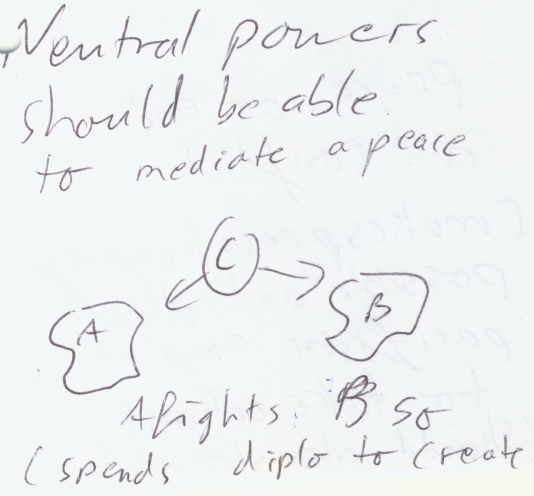 Neutral powers
should be able
to mediate a peace
C
A
B
A fights B so
C spends diplo to create